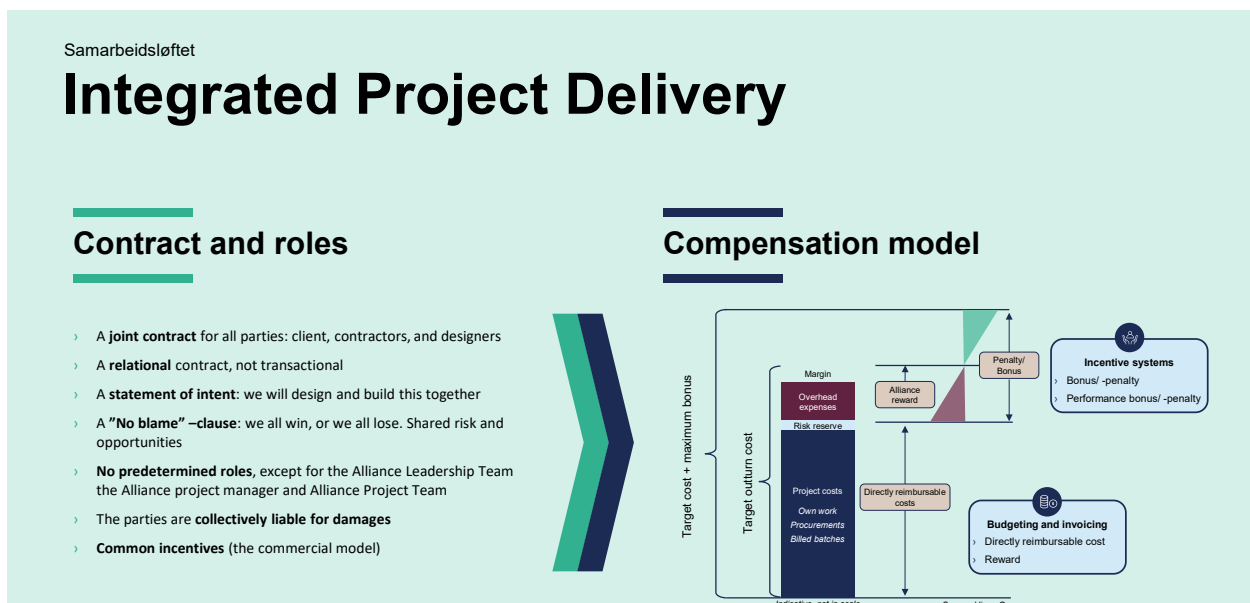 Samarbeidsløftet
Integrated Project Delivery
Contract and roles
› A joint contract for all parties: client, contractors, and designers
› A relational contract, not transactional
› A statement of intent: we will design and build this together
› A ”No blame” –clause: we all win, or we all lose. Shared risk and
opportunities
› No predetermined roles, except for the Alliance Leadership Team
the Alliance project manager and Alliance Project Team
› The parties are collectively liable for damages
› Common incentives (the commercial model)
Compensation model
Target cost + maximum bonus
Target outturn cost
Margin
Overhead
expenses
Risk reserve
Project costs
Own work
Procurements
Billed batches
Alliance
reward
Directly reimbursable
costs
Penalty/
Bonus
Incentive systems
› Bonus/ -penalty
› Performance bonus/ -penalty
Budgeting and invoicing
› Directly reimbursable cost
› Reward